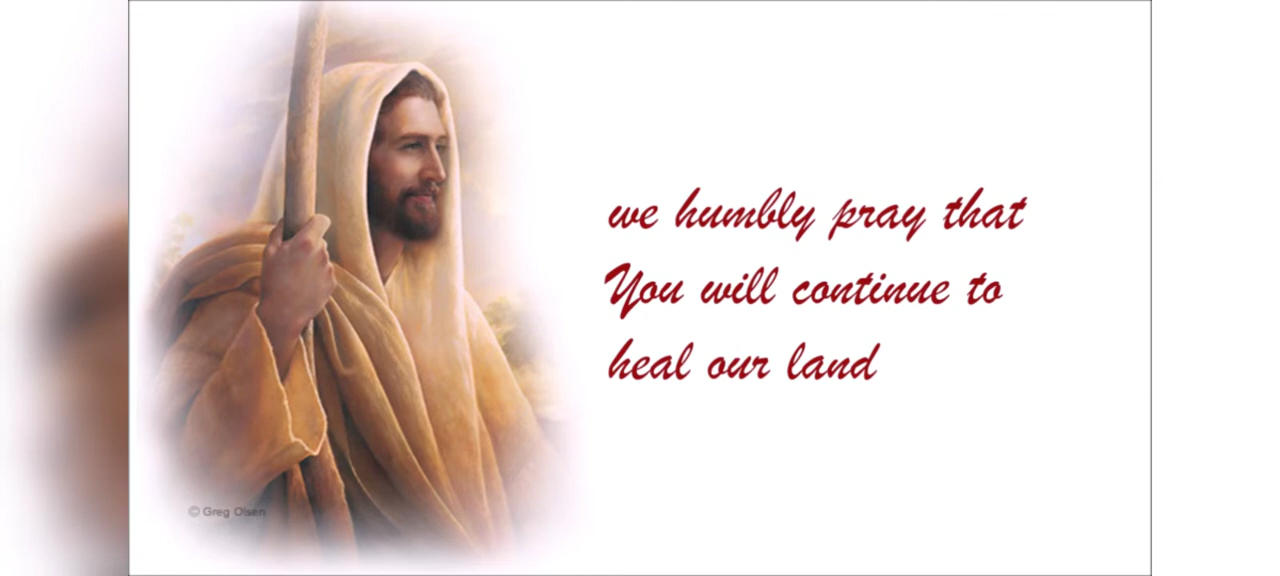 we humbly pray that
You will continue to
heal our land
© Greg Olsen